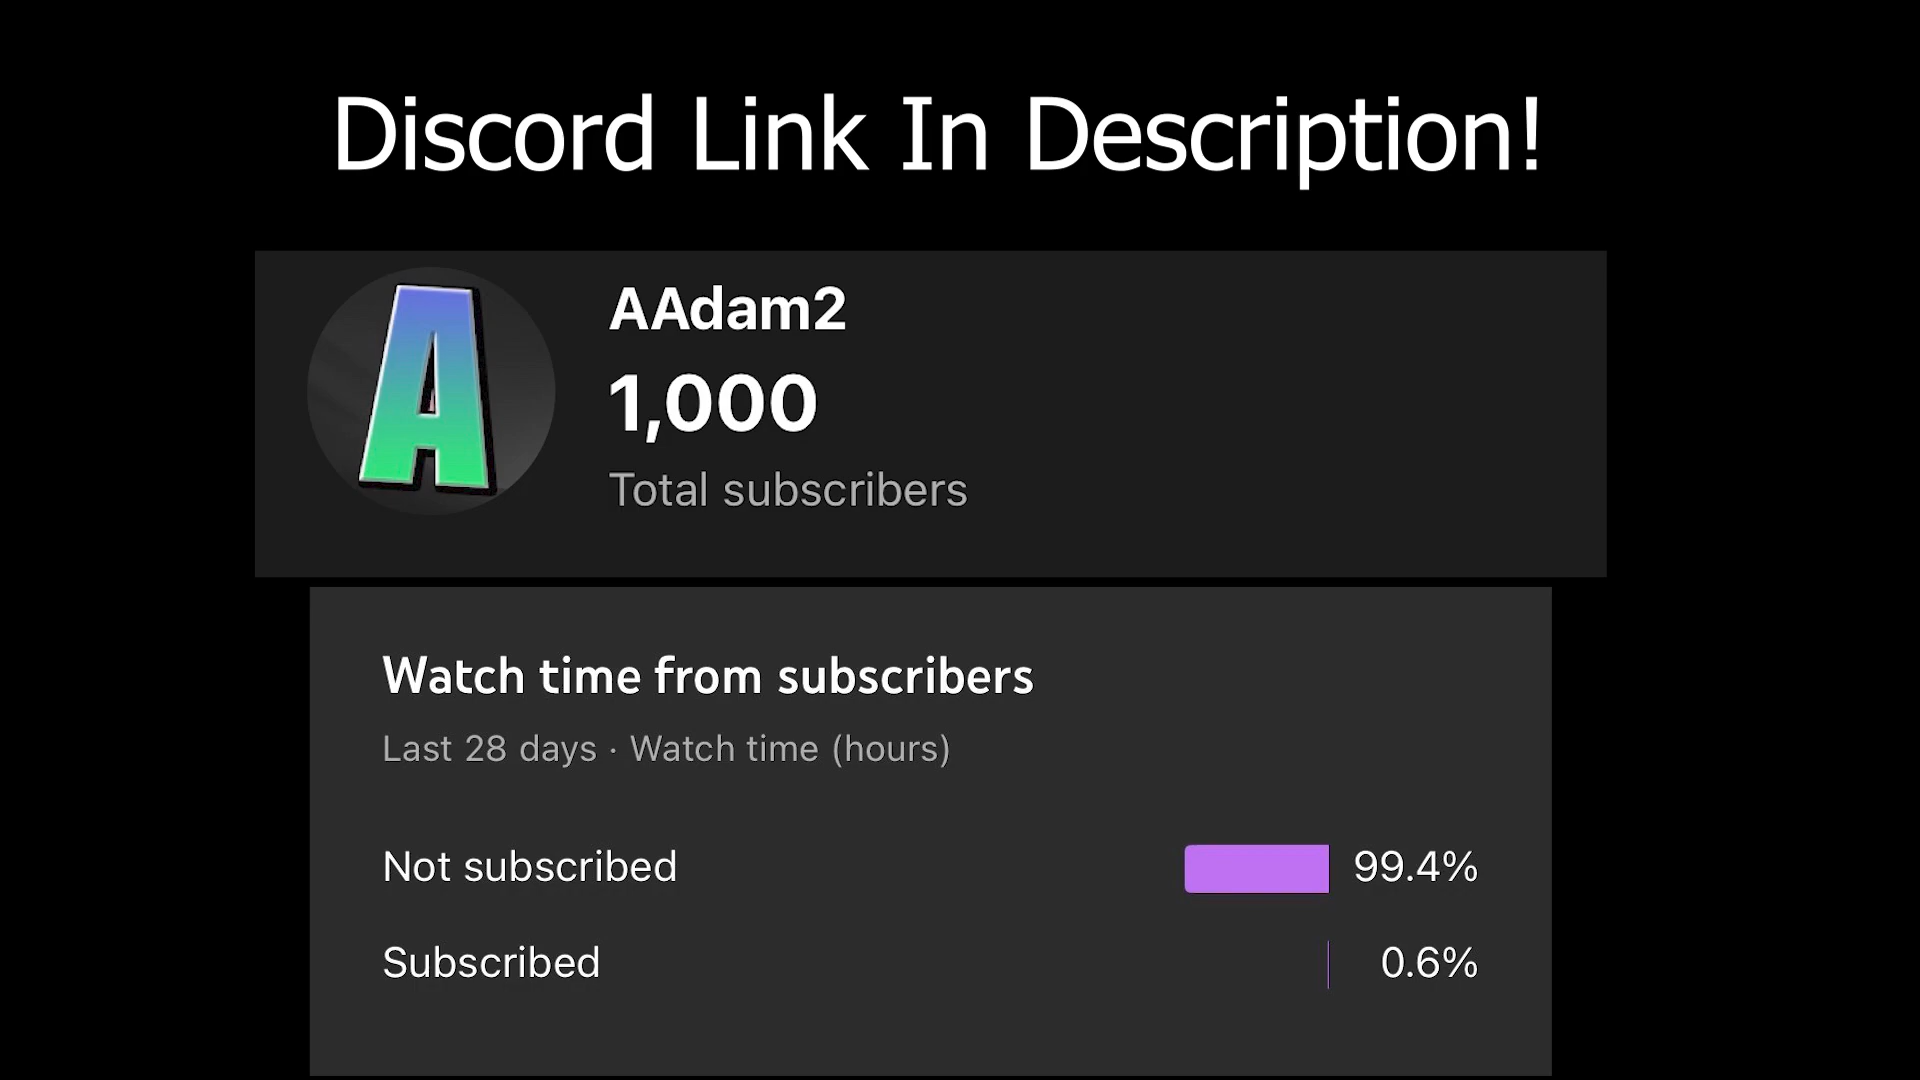 Discord Link In Description!
A
AAdam2
1,000
Total subscribers
Watch time from subscribers
Last 28 days · Watch time (hours)
Not subscribed 99.4%
Subscribed 0.6%